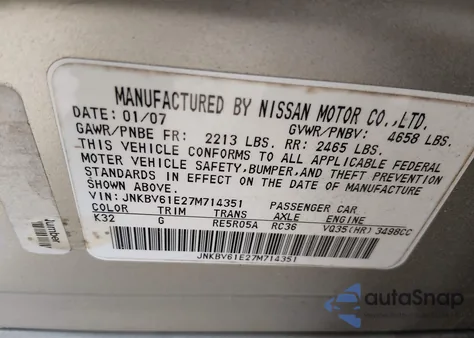 MANUFACTURED BY NISSAN MOTOR CO.,LTD.
DATE: 01/07 GVWR/PNBV: 4658 LBS.
GAWR/PNBE FR: 2213 LBS. RR: 2465 LBS.
THIS VEHICLE CONFORMS TO ALL APPLICABLE FEDERAL
MOTER VEHICLE SAFETY,BUMPER,AND THEFT PREVENTION
STANDARDS IN EFFECT ON THE DATE OF MANUFACTURE
SHOWN ABOVE.
VIN: JNKBV61E27M714351 PASSENGER CAR
COLOR TRIM TRANS AXLE ENGINE
K32 G RE5R05A RC36 VQ35(HR)3498CC
JNKBV61E27M714351
Jumber
autoSnap